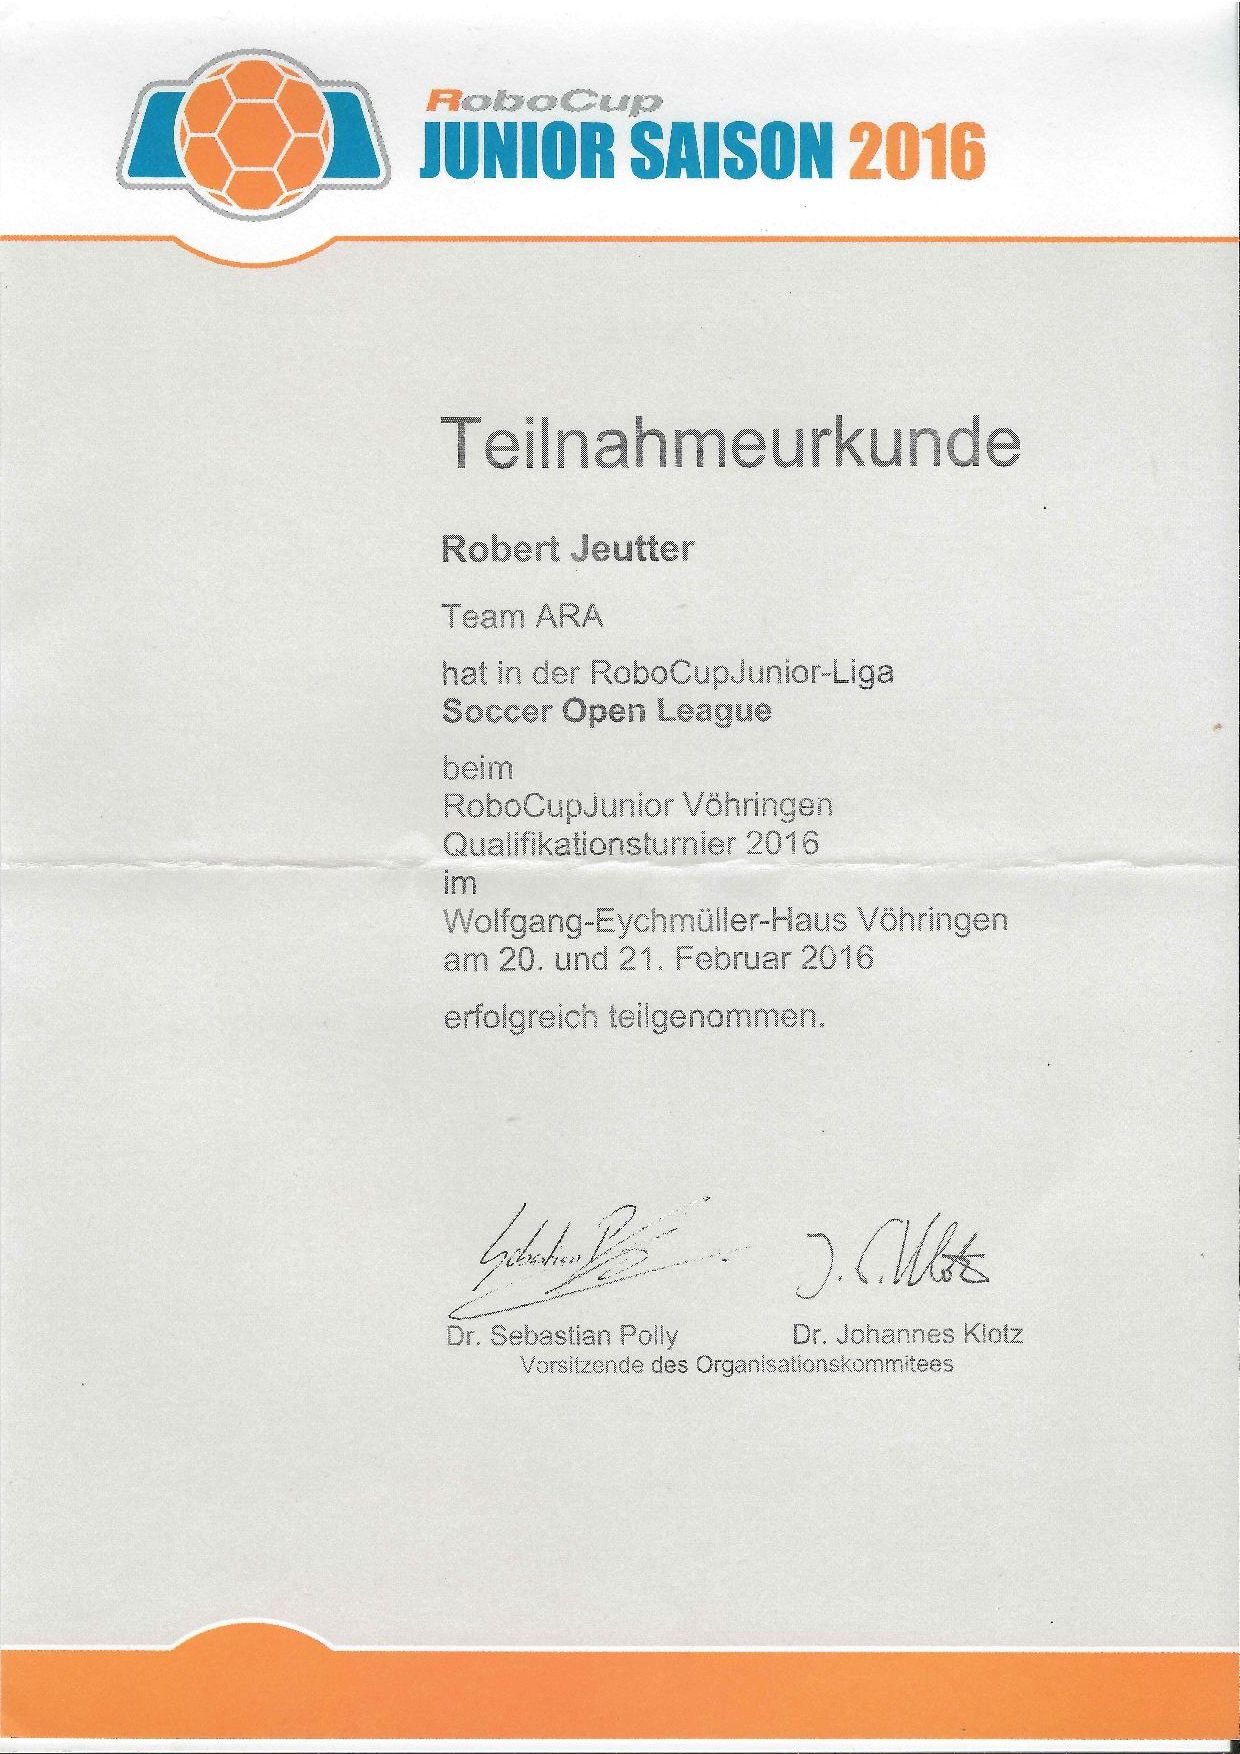 RoboCup
JUNIOR SAISON 2016
Teilnahmeurkunde
Robert Jeutter
Team ARA
hat in der RoboCupJunior-Liga
Soccer Open League
beim
RoboCupJunior Vöhringen
Qualifikationsturnier 2016
im
Wolfgang-Eychmüller-Haus Vöhringen
am 20. und 21. Februar 2016
erfolgreich teilgenommen.
Sebastian P
J. C. Klotz
Dr. Sebastian Polly Dr. Johannes Klotz
Vorsitzende des Organisationskommitees